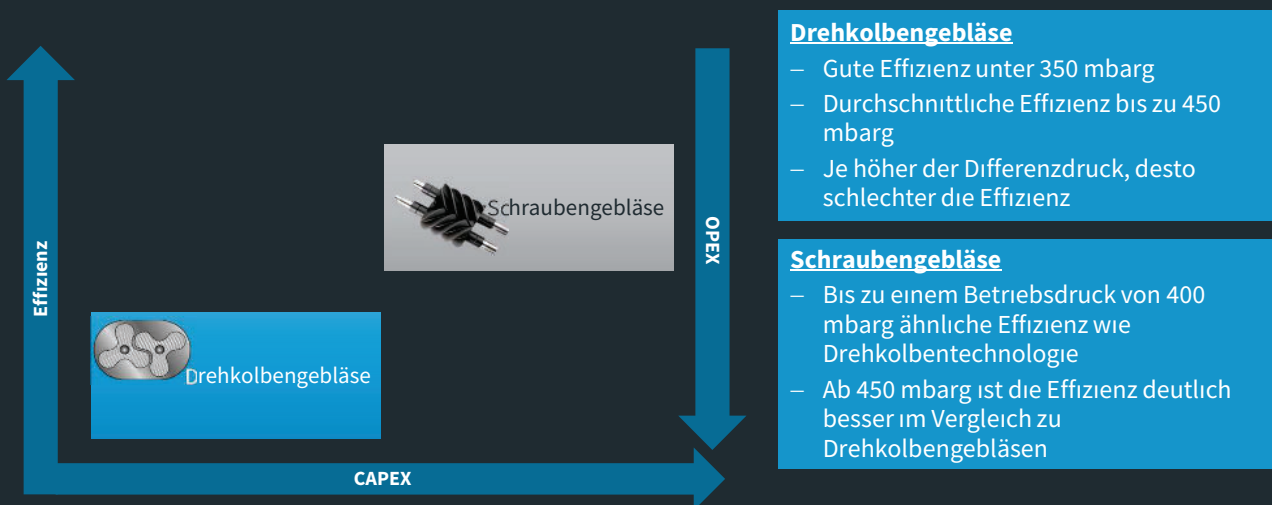 Effizienz
Schraubengebläse
Drehkolbengebläse
OPEX
CAPEX
Drehkolbengebläse
– Gute Effizienz unter 350 mbarg
– Durchschnittliche Effizienz bis zu 450
mbarg
– Je höher der Differenzdruck, desto
schlechter die Effizienz
Schraubengebläse
– Bis zu einem Betriebsdruck von 400
mbarg ähnliche Effizienz wie
Drehkolbentechnologie
– Ab 450 mbarg ist die Effizienz deutlich
besser im Vergleich zu
Drehkolbengebläsen